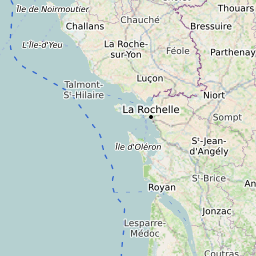 Île de Noirmoutier
Chauché
Thouars
Challans
Bressuire
L'Île-d'Yeu
La Roche-
sur-Yon
Féole
Parthenay
Luçon
Talmont-
St-Hilaire
Niort
La Rochelle
Sompt
Île d'Oléron
St-Jean-
d'Angély
St-Brice
Royan
Jonzac
Lesparre-
Médoc